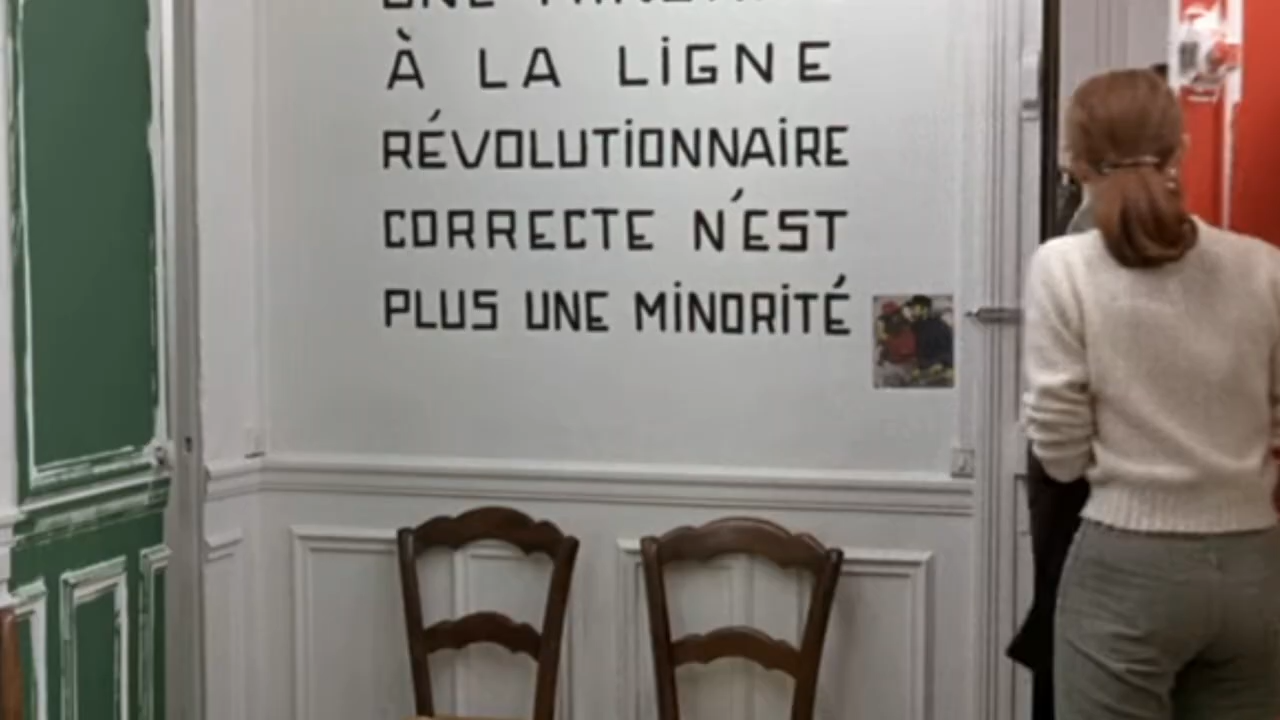 À LA LiGNE
RÉVOLUTiONNAiRE
CORRECTE N'EST
PLUS UNE MiNORiTÉ